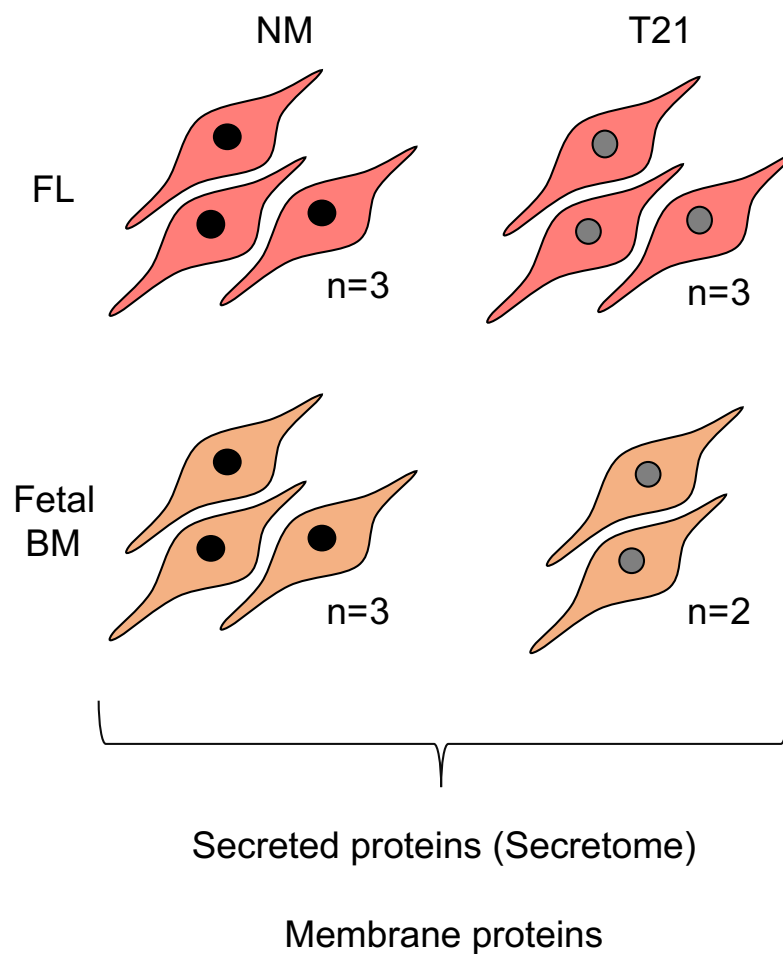 NM
T21
FL
n=3
n=3
Fetal
BM
n=3
n=2
Secreted proteins (Secretome)
Membrane proteins